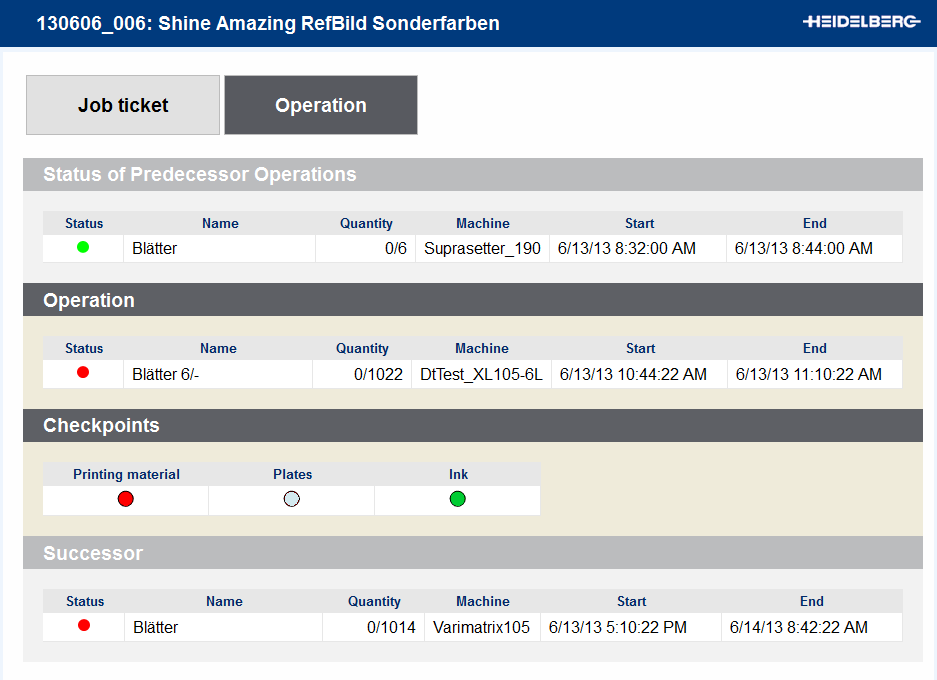 130606_006: Shine Amazing RefBild Sonderfarben HEIDELBERG
Job ticket Operation
Status of Predecessor Operations
Status Name Quantity Machine Start End
Blätter 0/6 Suprasetter_190 6/13/13 8:32:00 AM 6/13/13 8:44:00 AM
Operation
Status Name Quantity Machine Start End
Blätter 6/- 0/1022 DtTest_XL105-6L 6/13/13 10:44:22 AM 6/13/13 11:10:22 AM
Checkpoints
Printing material Plates Ink
Successor
Status Name Quantity Machine Start End
Blätter 0/1014 Varimatrix105 6/13/13 5:10:22 PM 6/14/13 8:42:22 AM